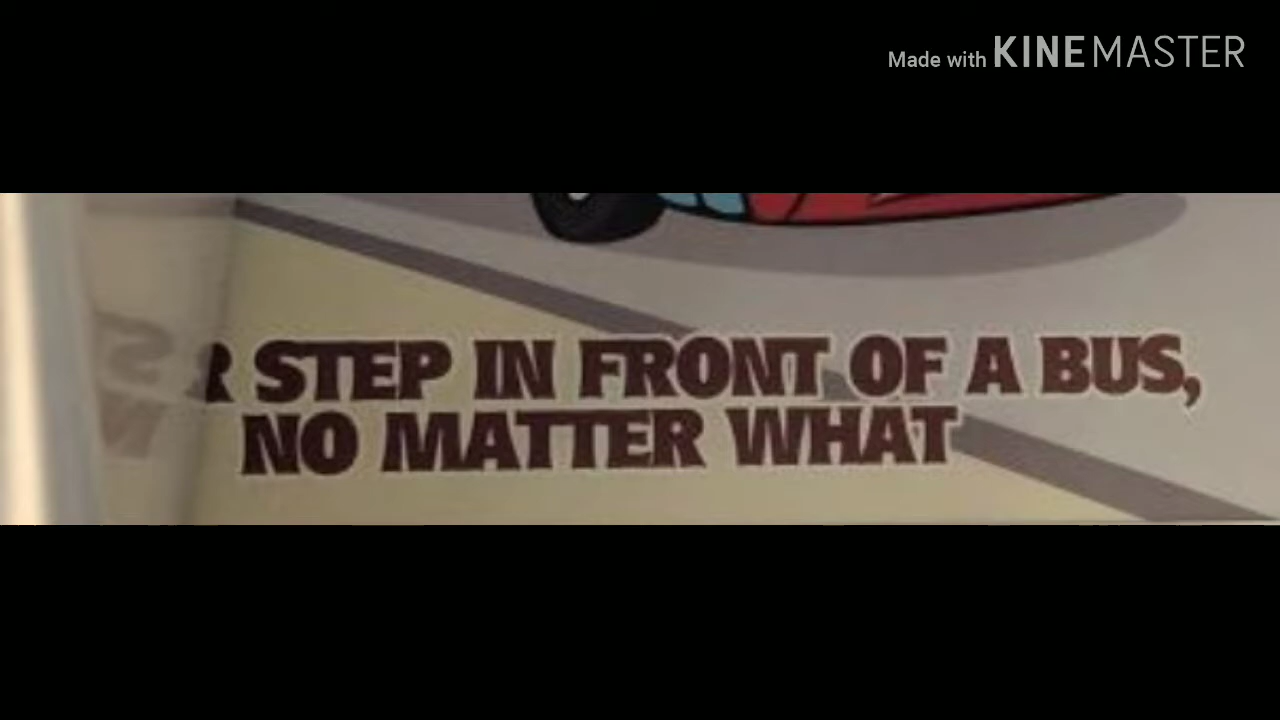 Made with KINEMASTER
R STEP IN FRONT OF A BUS,
NO MATTER WHAT